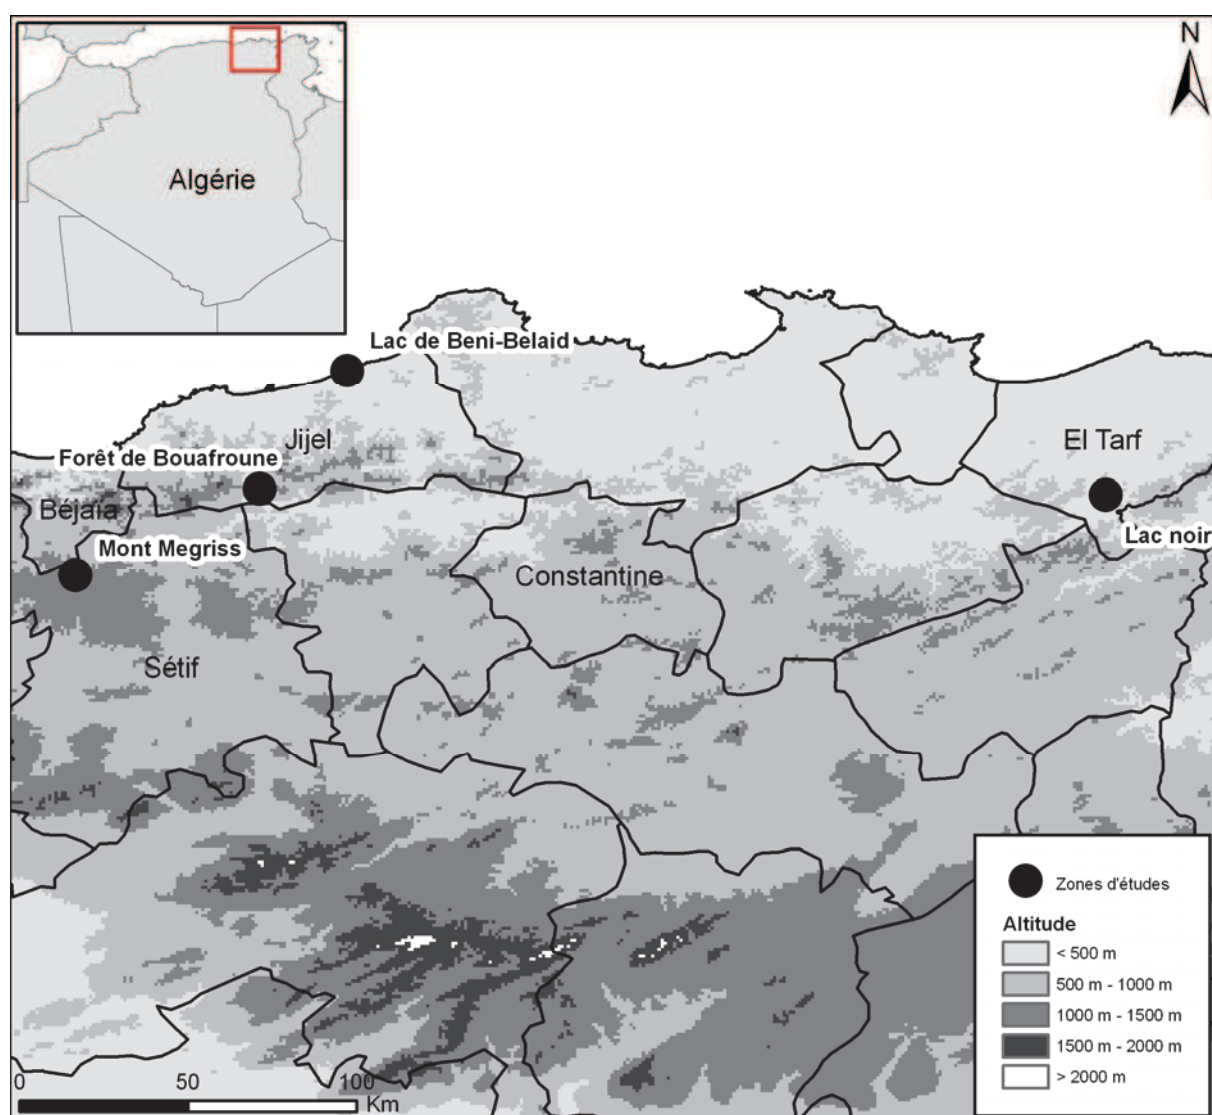 N
Algérie
Lac de Beni-Belaid
Jijel
El Tarf
Forêt de Bouafroune
Béjaïa
Lac noir
Mont Megriss
Constantine
Sétif
Zones d'études
Altitude
< 500 m
500 m - 1000 m
1000 m - 1500 m
1500 m - 2000 m
> 2000 m
0 50 100
Km